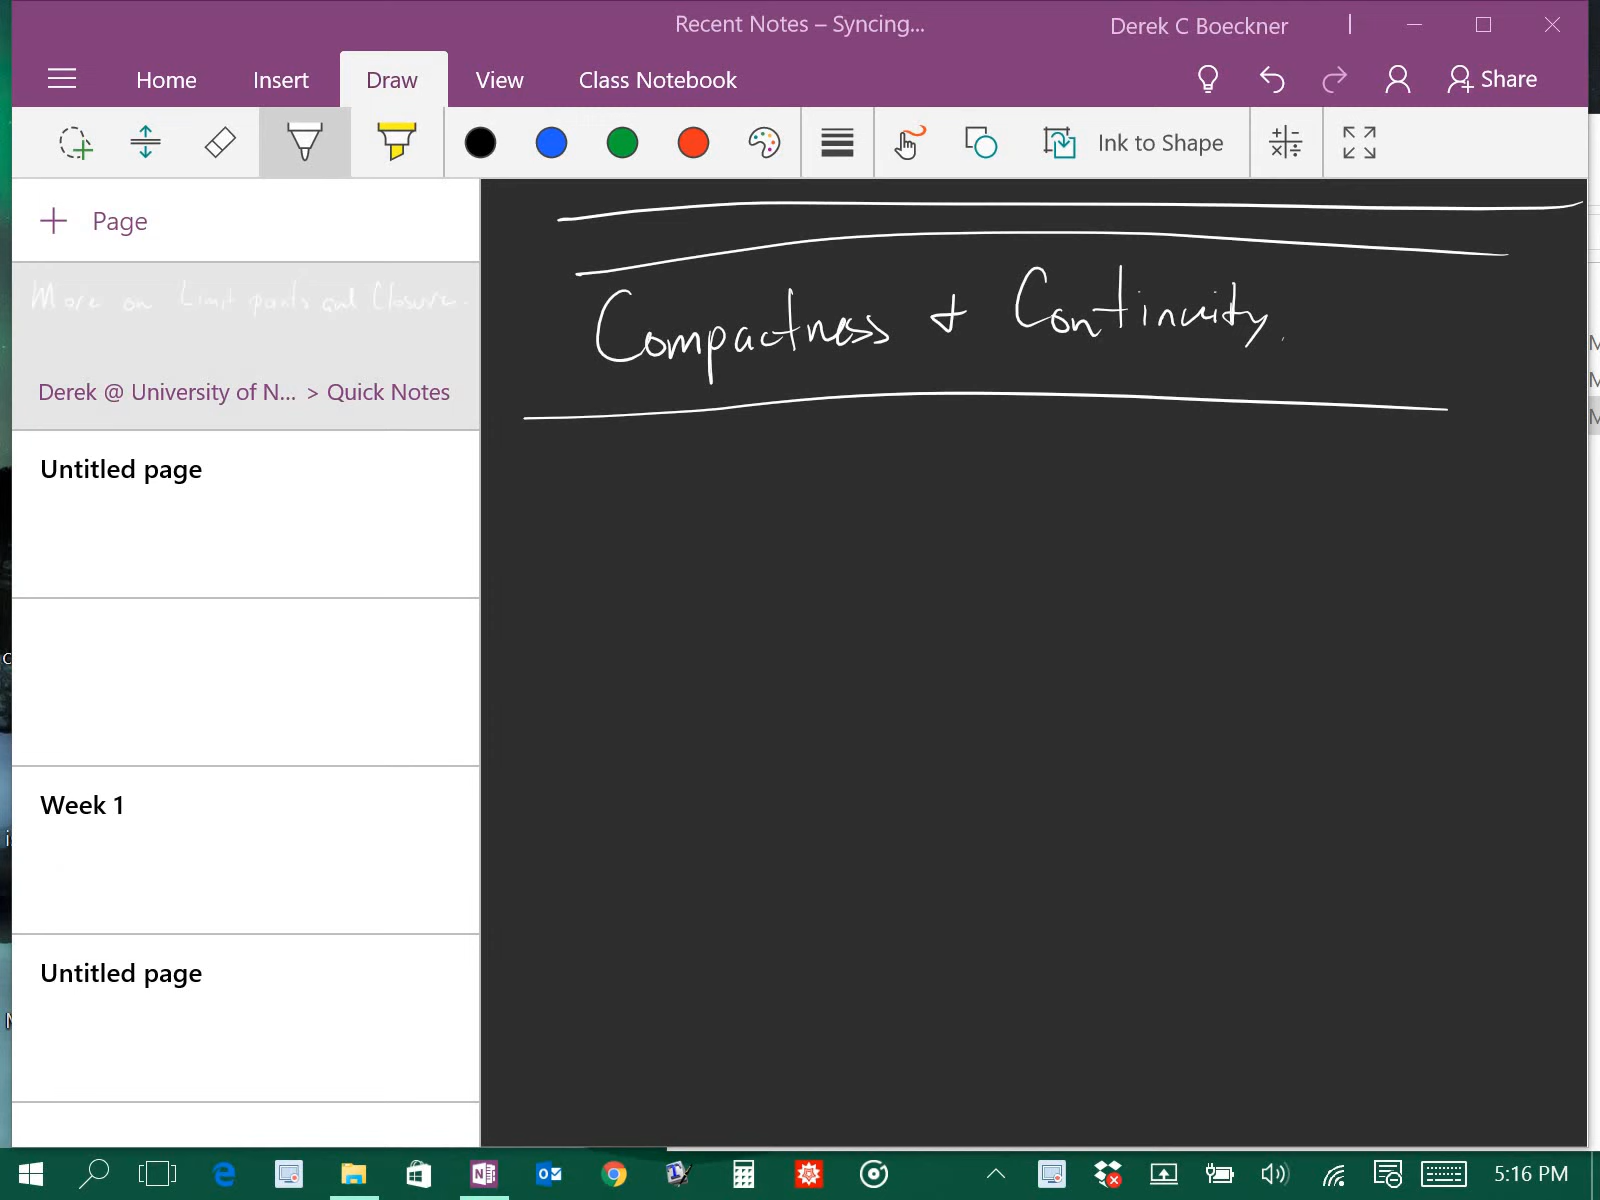 Recent Notes – Syncing...
Derek C Boeckner
Home Insert Draw View Class Notebook Share
Ink to Shape
Page
More on Limit points and Closure.
Derek @ University of N... > Quick Notes
Untitled page
Week 1
Untitled page
Compactness & Continuity.
5:16 PM